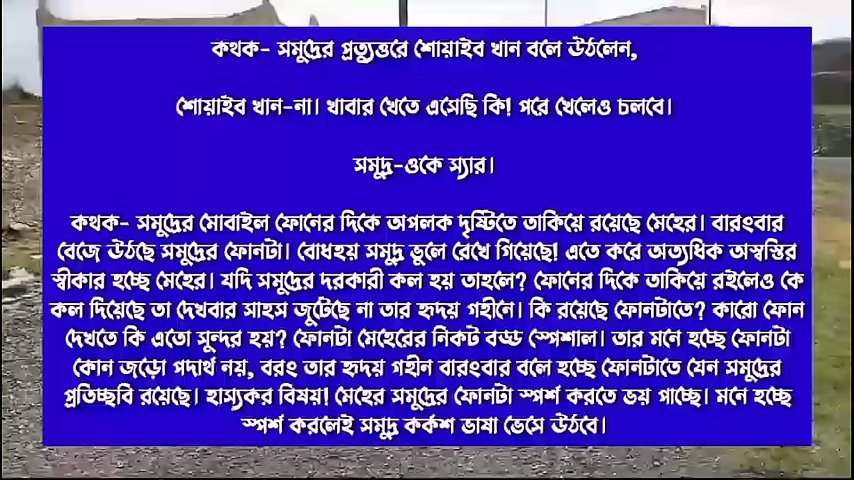 কথক- সমুদ্রের প্রত্যুত্তরে শোয়াইব খান বলে উঠলেন,
শোয়াইব খান-না। খাবার খেতে এসেছি কি! পরে খেলেও চলবে।
সমুদ্র-ওকে স্যার।
কথক- সমুদ্রের মোবাইল ফোনের দিকে অপলক দৃষ্টিতে তাকিয়ে রয়েছে মেহের। বারংবার
বেজে উঠছে সমুদ্রের ফোনটা। বোধহয় সমুদ্র ভুলে রেখে গিয়েছে! এতে করে অত্যধিক অস্বস্তির
স্বীকার হচ্ছে মেহের। যদি সমুদ্রের দরকারী কল হয় তাহলে? ফোনের দিকে তাকিয়ে রইলেও কে
কল দিয়েছে তা দেখবার সাহস জুটেছে না তার হৃদয় গহীনে। কি রয়েছে ফোনটাতে? কারো ফোন
দেখতে কি এতো সুন্দর হয়? ফোনটা মেহেরের নিকট বড্ড স্পেশাল। তার মনে হচ্ছে ফোনটা
কোন জড়ো পদার্থ নয়, বরং তার হৃদয় গহীন বারংবার বলে হচ্ছে ফোনটাতে যেন সমুদ্রের
প্রতিচ্ছবি রয়েছে। হাস্যকর বিষয়! মেহের সমুদ্রের ফোনটা স্পর্শ করতে ভয় পাচ্ছে। মনে হচ্ছে
স্পর্শ করলেই সমুদ্র কর্কশ ভাষা ভেসে উঠবে।